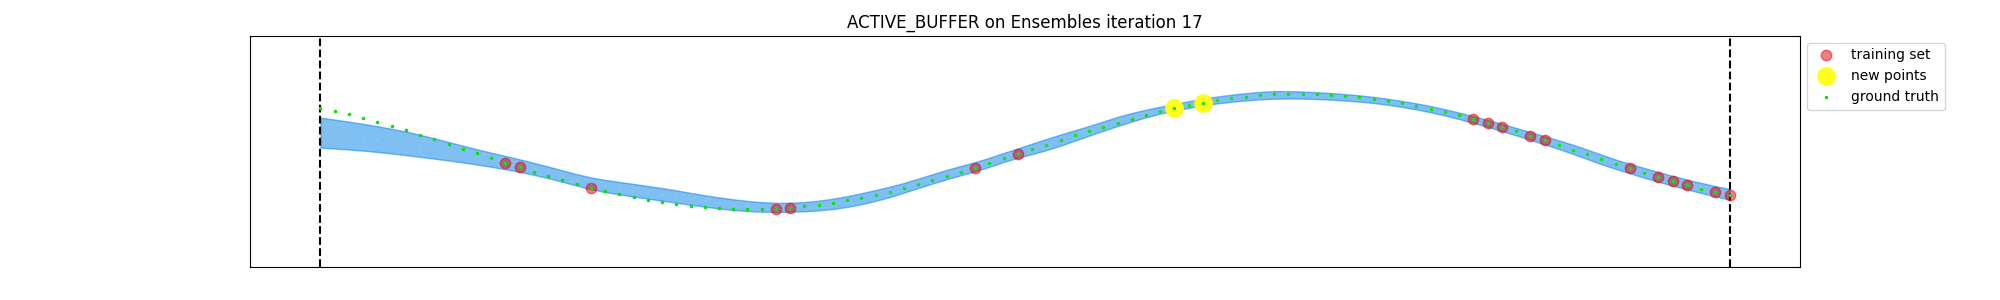 ACTIVE_BUFFER on Ensembles iteration 17
training set
new points
ground truth